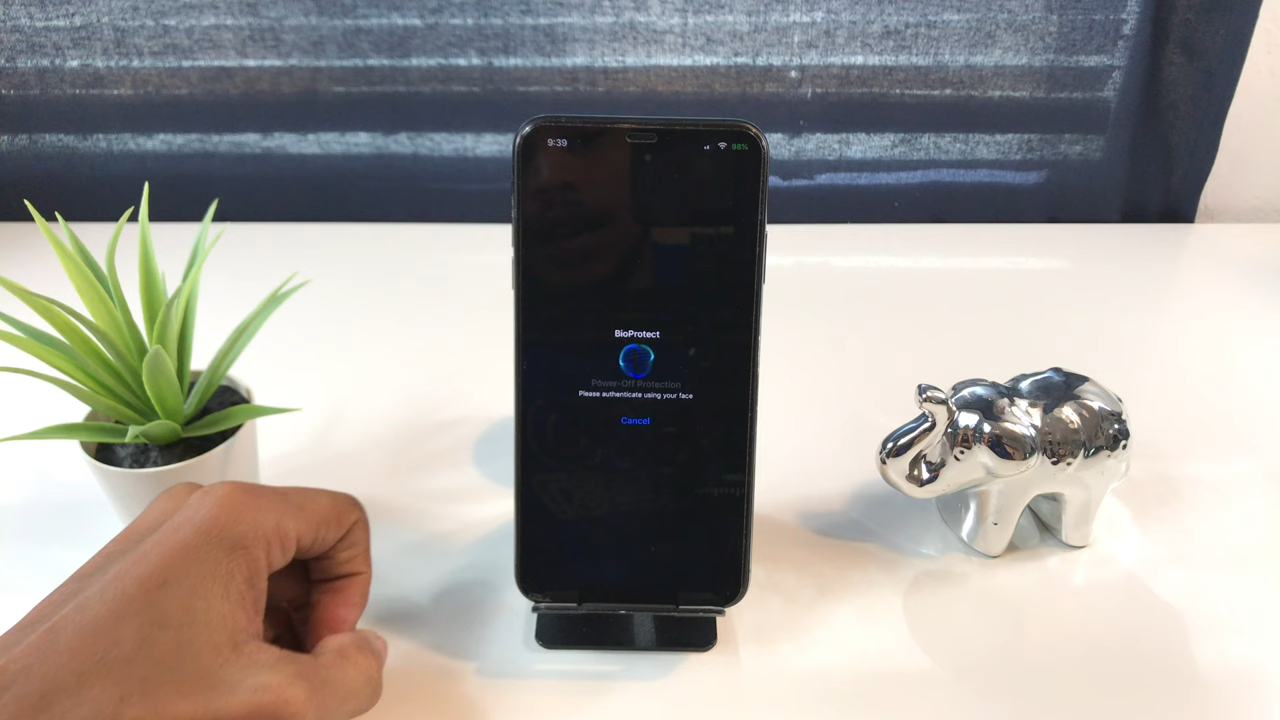 9:39
98%
BioProtect
Power-Off Protection
Please authenticate using your face
Cancel